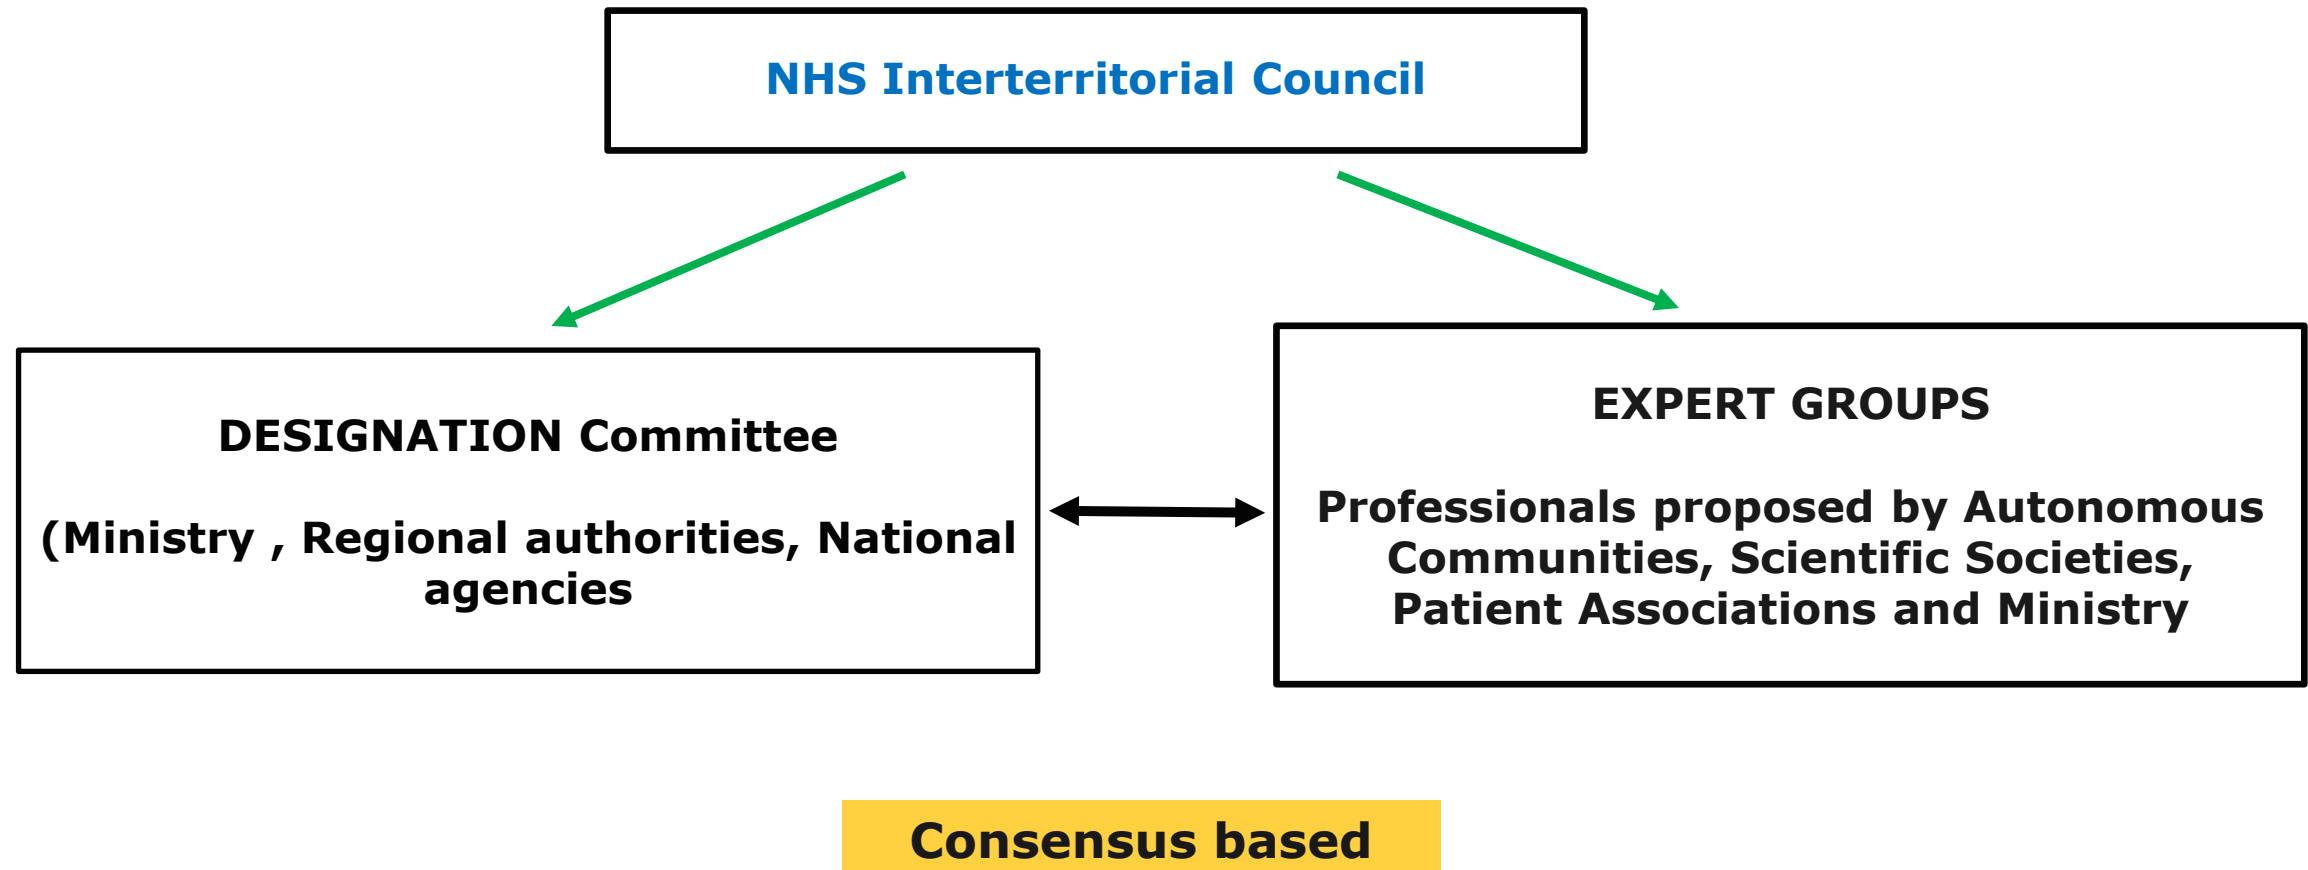 NHS Interterritorial Council
DESIGNATION Committee
(Ministry , Regional authorities, National
agencies
EXPERT GROUPS
Professionals proposed by Autonomous
Communities, Scientific Societies,
Patient Associations and Ministry
Consensus based